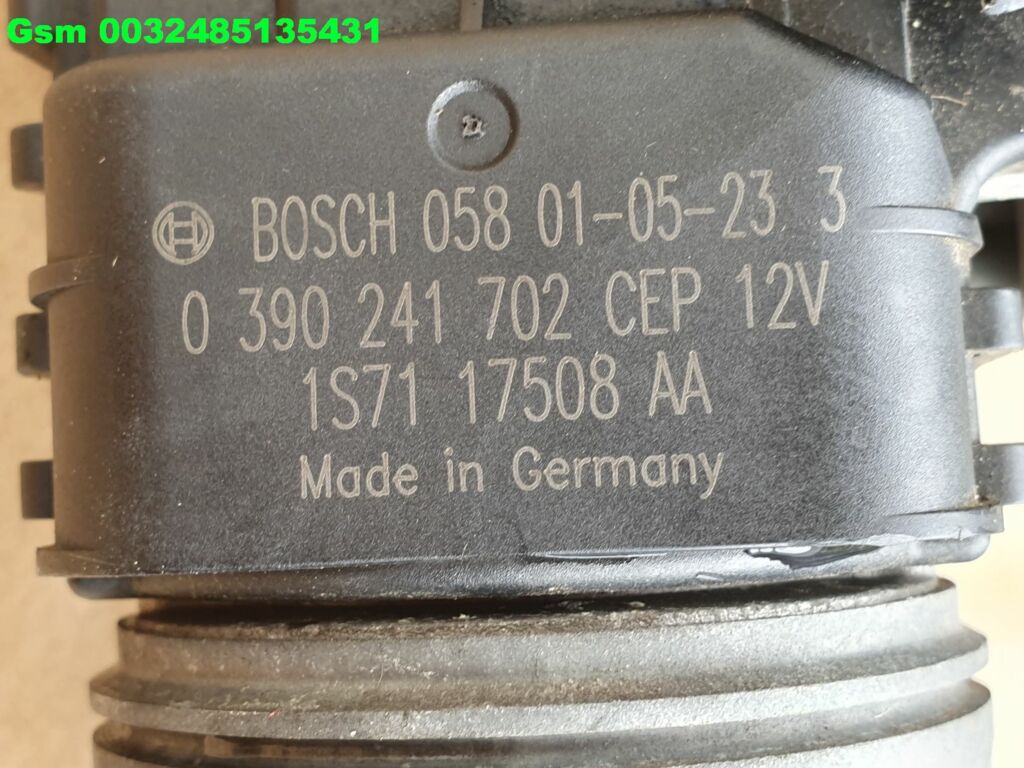 Gsm 0032485135431
BOSCH 058 01-05-23 3
0 390 241 702 CEP 12V
1S71 17508 AA
Made in Germany